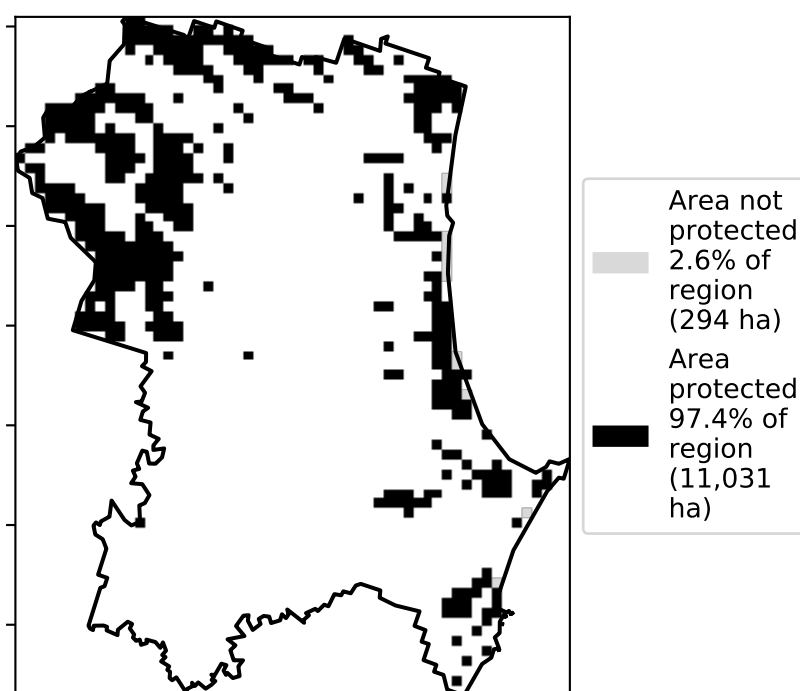 Area not
protected
2.6% of
region
(294 ha)
Area
protected
97.4% of
region
(11,031
ha)